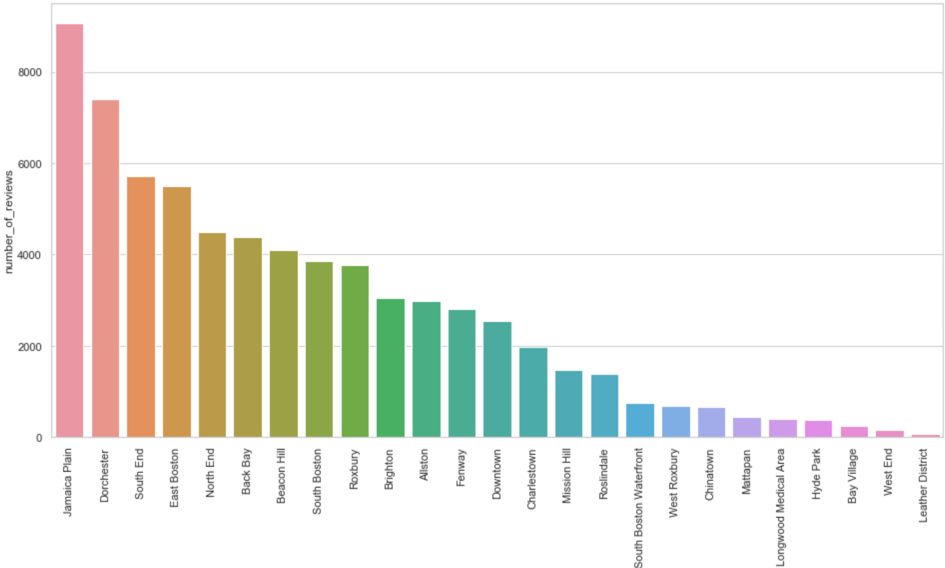 8000
6000
4000
2000
0
number_of_reviews
Jamaica Plain
Dorchester
South End
East Boston
North End
Back Bay
Beacon Hill
South Boston
Roxbury
Brighton
Allston
Fenway
Downtown
Charlestown
Mission Hill
Roslindale
South Boston Waterfront
West Roxbury
Chinatown
Mattapan
Longwood Medical Area
Hyde Park
Bay Village
West End
Leather District